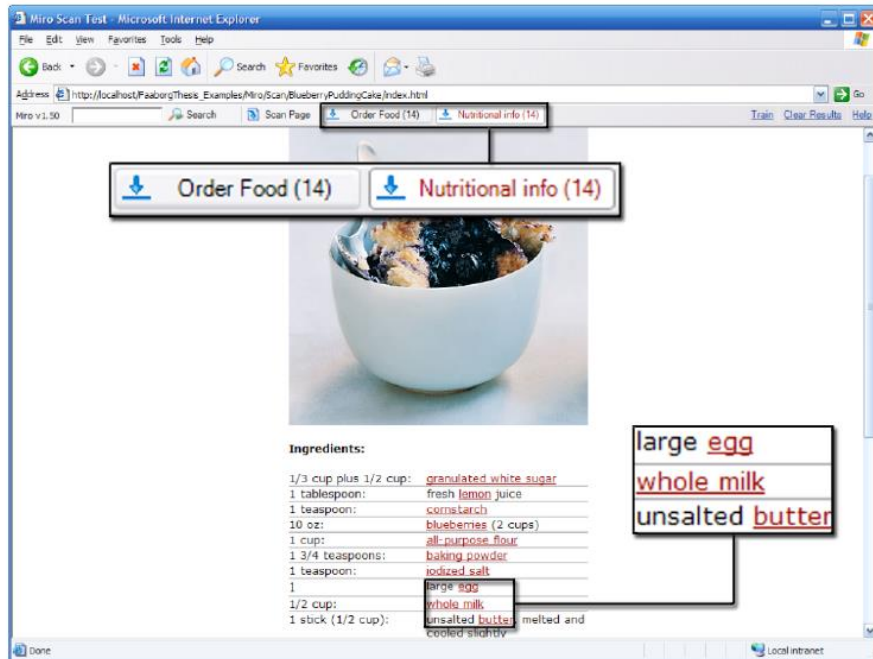 Miro Scan Test - Microsoft Internet Explorer
File Edit View Favorites Tools Help
Back Search Favorites
Address http://localhost/FaaborgThesis_Examples/Miro/Scan/BlueberryPuddingCake/index.html Go
Miro v1.50 Search Scan Page Order Food (14) Nutritional info (14) Train Clear Results Help
Order Food (14) Nutritional info (14)
Ingredients:
1/3 cup plus 1/2 cup: granulated white sugar
1 tablespoon: fresh lemon juice
1 teaspoon: cornstarch
10 oz: blueberries (2 cups)
1 cup: all-purpose flour
1 3/4 teaspoons: baking powder
1 teaspoon: iodized salt
1 large egg
1/2 cup: whole milk
1 stick (1/2 cup): unsalted butter, melted and
cooled slightly
large egg
whole milk
unsalted butter
Done Local intranet